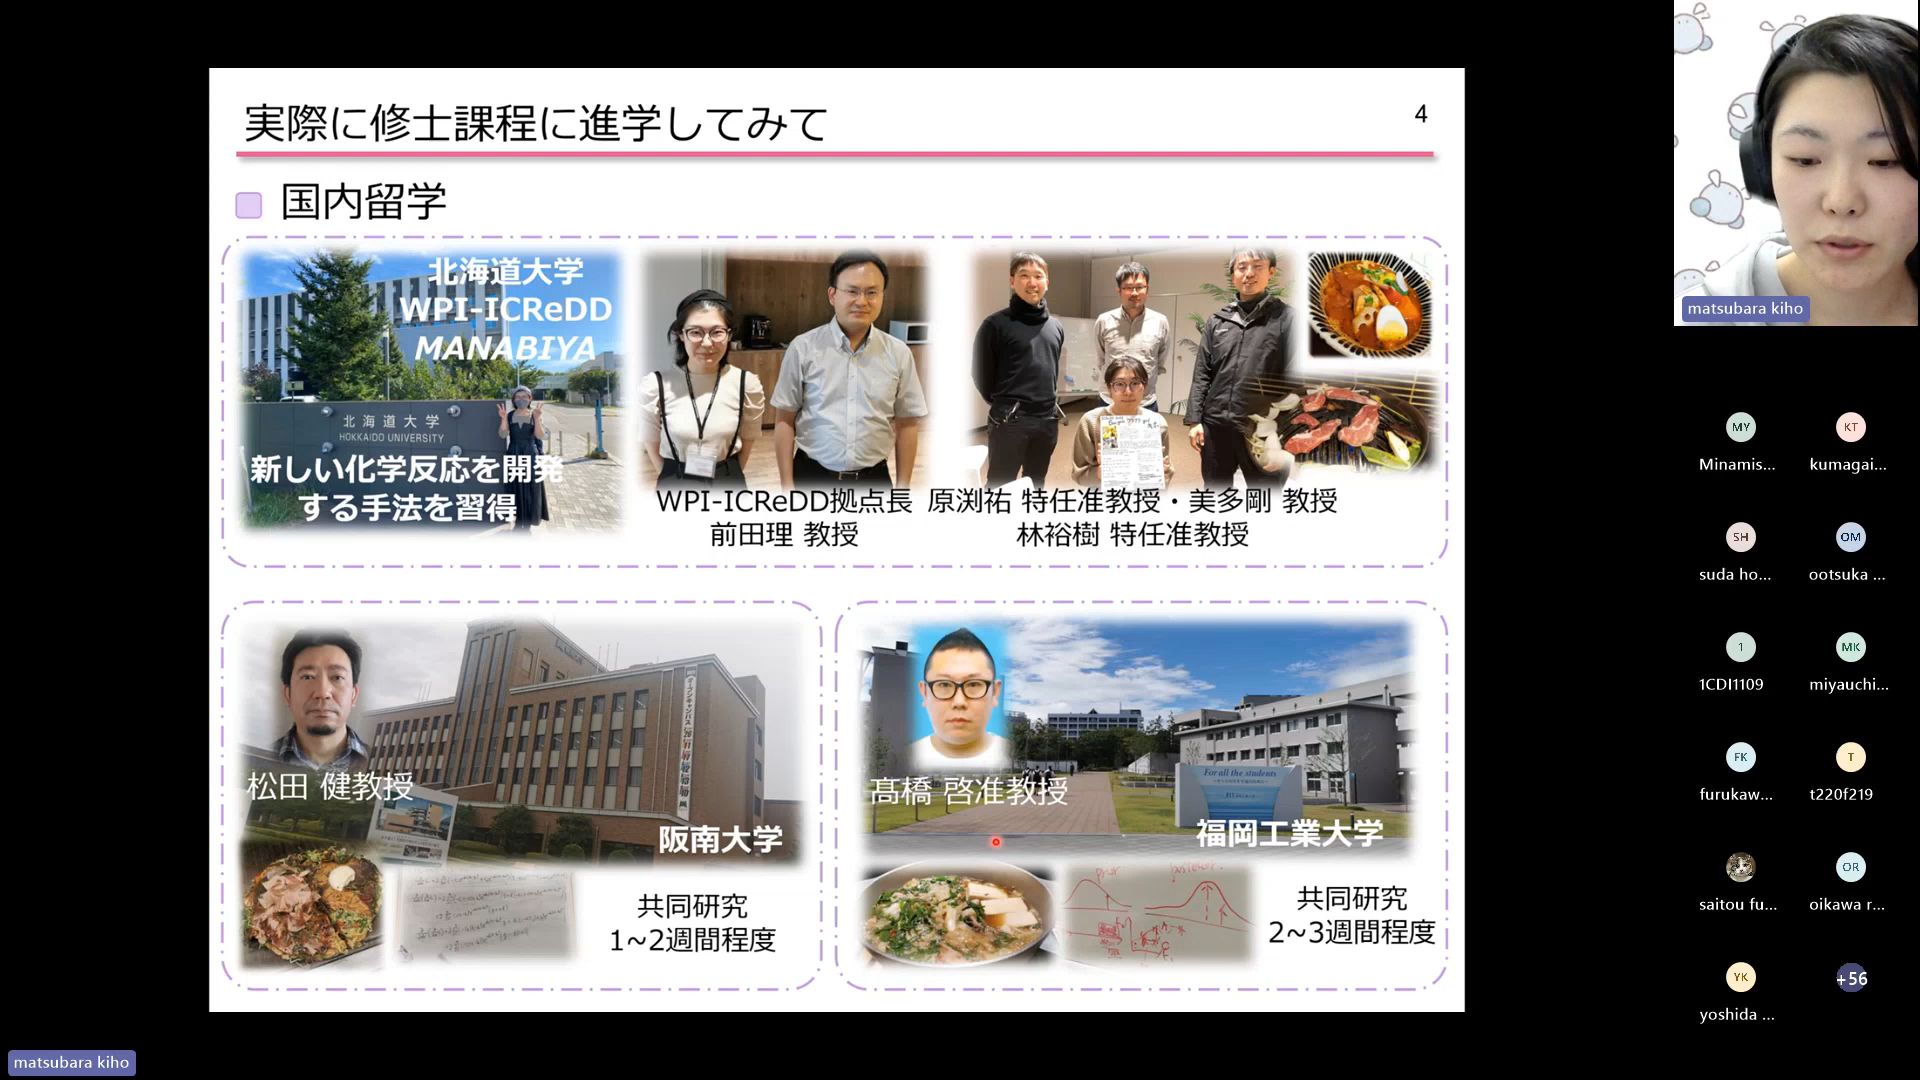 実際に修士課程に進学してみて
4
国内留学
北海道大学
WPI-ICReDD
MANABIYA
北海道大学
HOKKAIDO UNIVERSITY
新しい化学反応を開発
する手法を習得
WPI-ICReDD拠点長
前田理 教授
原渕祐 特任准教授・美多剛 教授
林裕樹 特任准教授
松田 健教授
阪南大学
共同研究
1~2週間程度
髙橋 啓准教授
For all the students
福岡工業大学
共同研究
2~3週間程度
matsubara kiho
MY
Minamis...
KT
kumagai...
SH
suda ho...
OM
ootsuka ...
1
1CDI1109
MK
miyauchi...
FK
furukaw...
T
t220f219
saitou fu...
OR
oikawa r...
YK
yoshida ...
+56
matsubara kiho